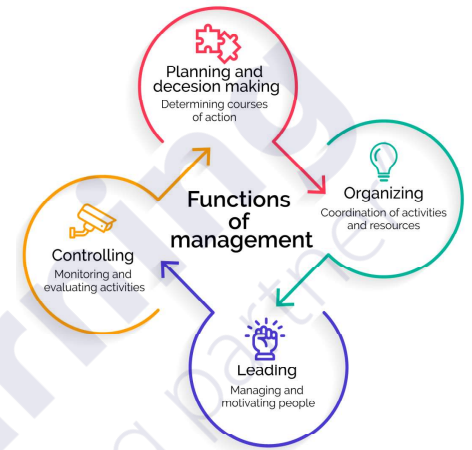 Planning and
decesion making
Determining courses
of action
Functions
of
management
Organizing
Coordination of activities
and resources
Controlling
Monitoring and
evaluating activities
Leading
Managing and
motivating people